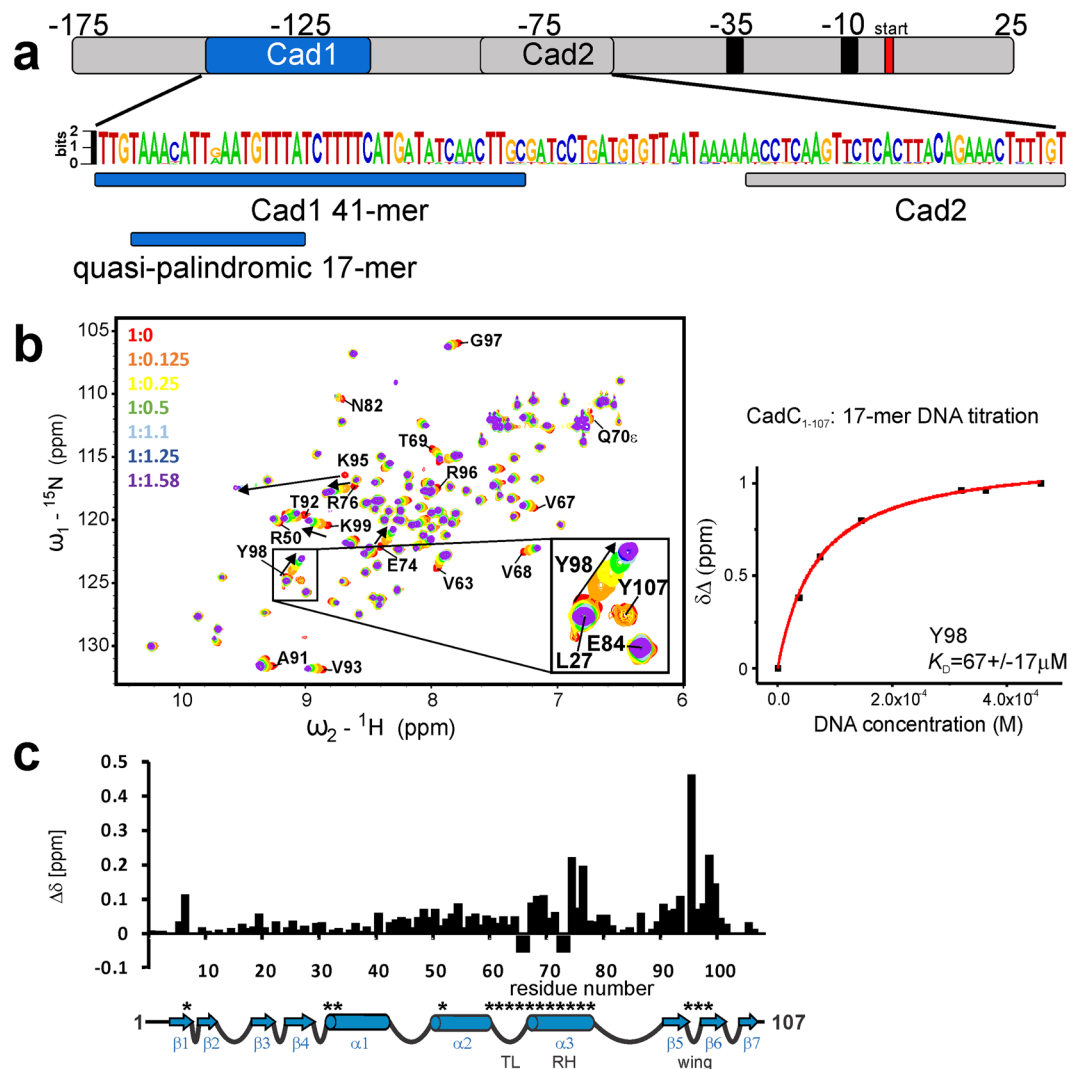 a
-175 -125 -75 -35 -10 start 25
Cad1 Cad2
bits 2 1 0
TTGTAAACATTGAATGTTTATCTTTTCATGATATCAACTTGCGATCCTGATGTGTTAATAAAAAACCTCAAGTTCTCACTTACAGAAACTTTTGT
Cad1 41-mer Cad2
quasi-palindromic 17-mer
b
105
110
115
120
125
130
ω1 - 15N (ppm)
1:0
1:0.125
1:0.25
1:0.5
1:1.1
1:1.25
1:1.58
G97
N82
Q70ε
T69
K95
R96
T92
R76
V67
K99
R50
Y98
E74
V63
V68
A91
V93
Y98
Y107
E84
L27
10 9 8 7 6
ω2 - 1H (ppm)
CadC1-107: 17-mer DNA titration
δΔ (ppm)
1
0.5
0
Y98
KD=67+/-17μM
0.0 2.0x10-4 4.0x10-4
DNA concentration (M)
c
Δδ [ppm]
0.5
0.4
0.3
0.2
0.1
0
-0.1
10 20 30 40 50 60 70 80 90 100
residue number
* ** * ******************* ***
1 107
β1 β2 β3 β4 α1 α2 α3 β5 β6 β7
TL RH wing